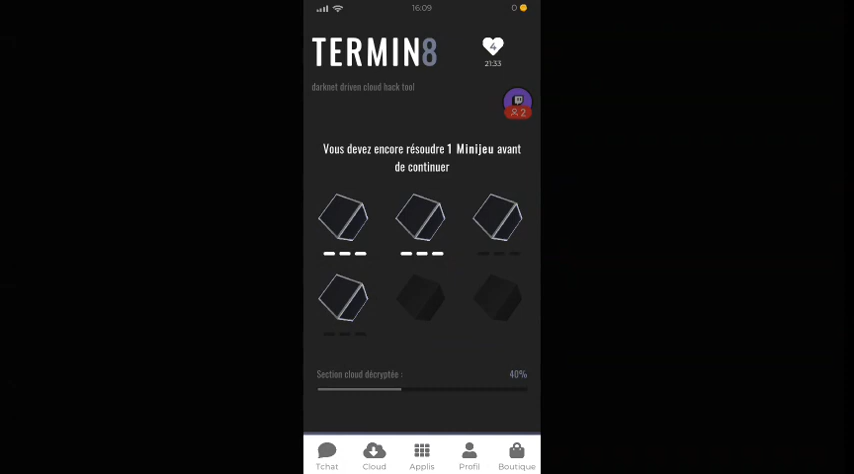 16:09
0
TERMIN8
4
21:33
darknet driven cloud hack tool
2
Vous devez encore résoudre 1 Minijeu avant
de continuer
Section cloud décryptée :
40%
Tchat
Cloud
Applis
Profil
Boutique